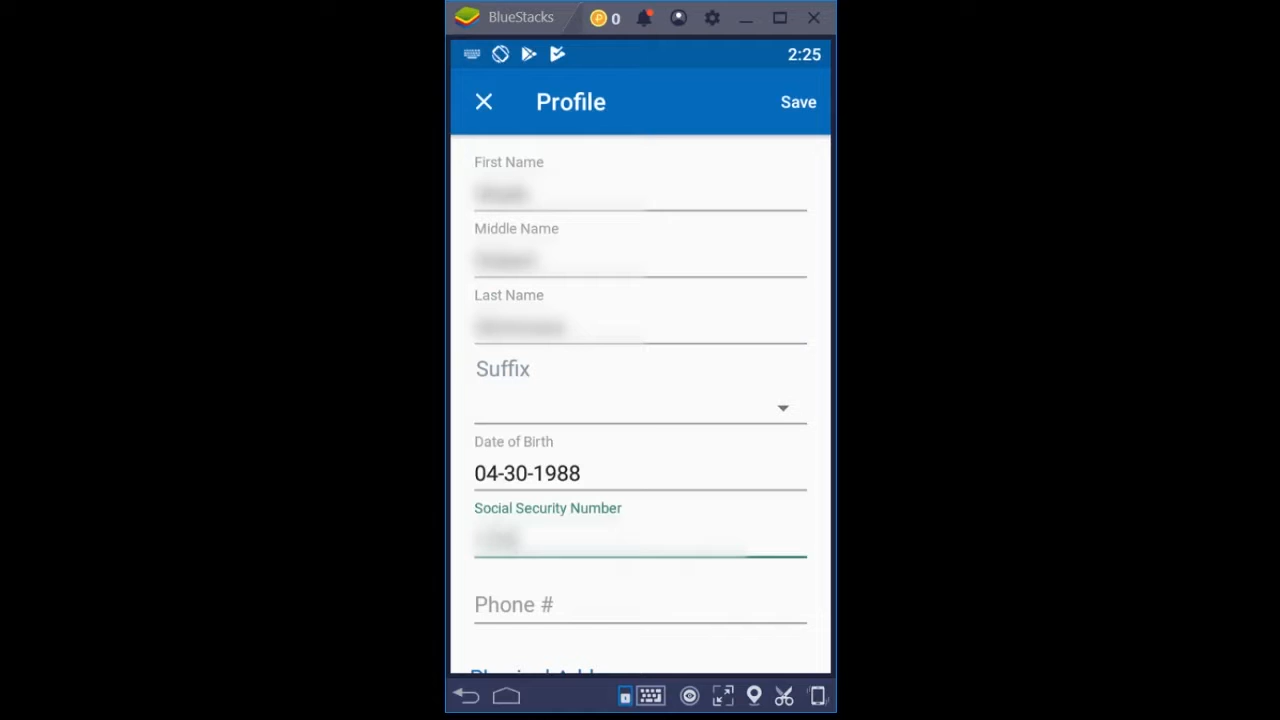 BlueStacks
0
2:25
Profile
Save
First Name
Middle Name
Last Name
Suffix
Date of Birth
04-30-1988
Social Security Number
Phone #